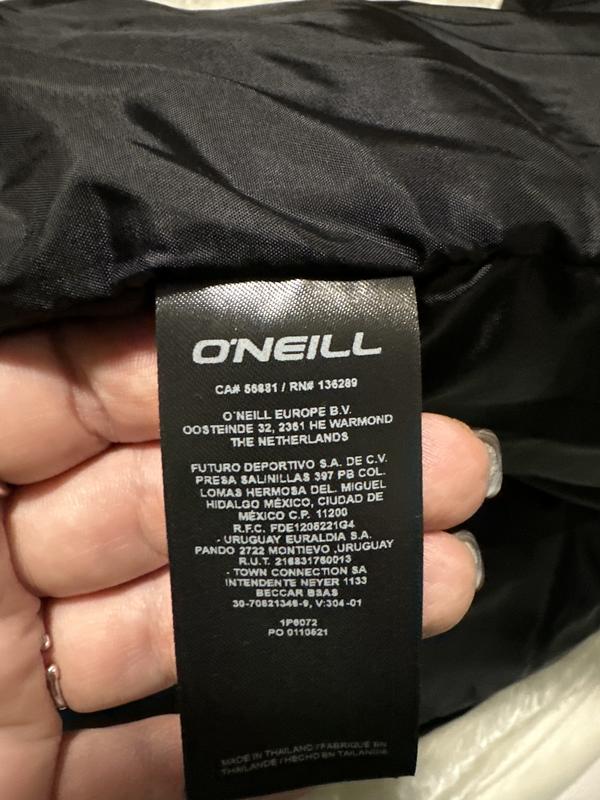 O'NEILL
CA# 56831 / RN# 136289
O'NEILL EUROPE B.V.
OOSTEINDE 32, 2361 HE WARMOND
THE NETHERLANDS
FUTURO DEPORTIVO S.A. DE C.V.
PRESA SALINILLAS 397 PB COL.
LOMAS HERMOSA DEL. MIGUEL
HIDALGO MÉXICO, CIUDAD DE
MÉXICO C.P. 11200
R.F.C. FDE1205221G4
- URUGUAY EURALDIA S.A.
PANDO 2722 MONTIEVO ,URUGUAY
R.U.T. 216831760013
- TOWN CONNECTION SA
INTENDENTE NEYER 1133
BECCAR BSAS
30-70621346-9, V:304-01
1P6072
PO 0110521
MADE IN THAILAND / FABRIQUÉ EN
THAILANDE / HECHO EN TAILANDIA